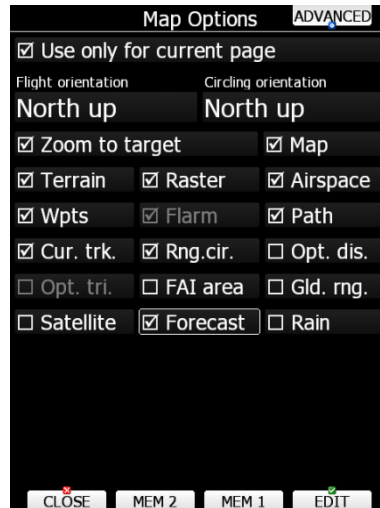 Map Options ADVANCED
Use only for current page
Flight orientation Circling orientation
North up North up
Zoom to target Map
Terrain Raster Airspace
Wpts Flarm Path
Cur. trk. Rng.cir. Opt. dis.
Opt. tri. FAI area Gld. rng.
Satellite Forecast Rain
CLOSE MEM 2 MEM 1 EDIT